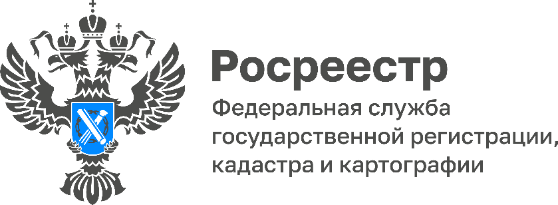 Росреестр
Федеральная служба
государственной регистрации,
кадастра и картографии